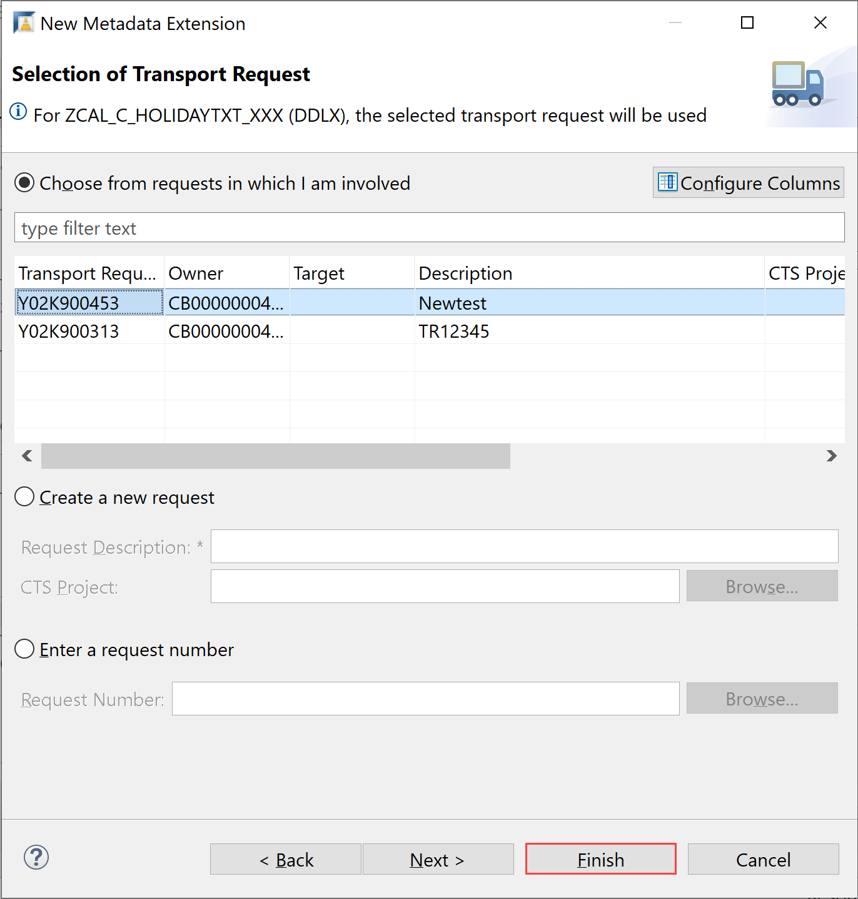 New Metadata Extension
Selection of Transport Request
For ZCAL_C_HOLIDAYTXT_XXX (DDLX), the selected transport request will be used
Choose from requests in which I am involved
Configure Columns
type filter text
Transport Requ... Owner Target Description CTS Proje
Y02K900453 CB00000004... Newtest
Y02K900313 CB00000004... TR12345
Create a new request
Request Description: *
CTS Project:
Browse...
Enter a request number
Request Number:
Browse...
? < Back Next > Finish Cancel